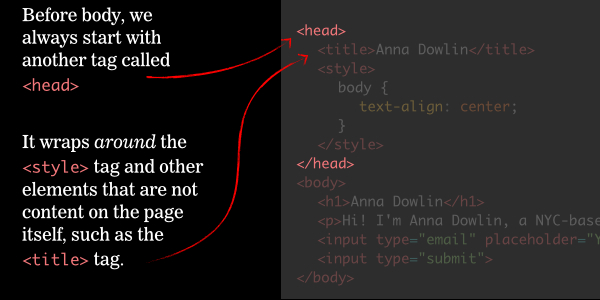 Before body, we
always start with
another tag called
<head>
It wraps around the
<style> tag and other
elements that are not
content on the page
itself, such as the
<title> tag.
<head>
<title>Anna Dowlin</title>
<style>
body {
text-align: center;
}
</style>
</head>
<body>
<h1>Anna Dowlin</h1>
<p>Hi! I'm Anna Dowlin, a NYC-base
<input type="email" placeholder="Y
<input type="submit">
</body>